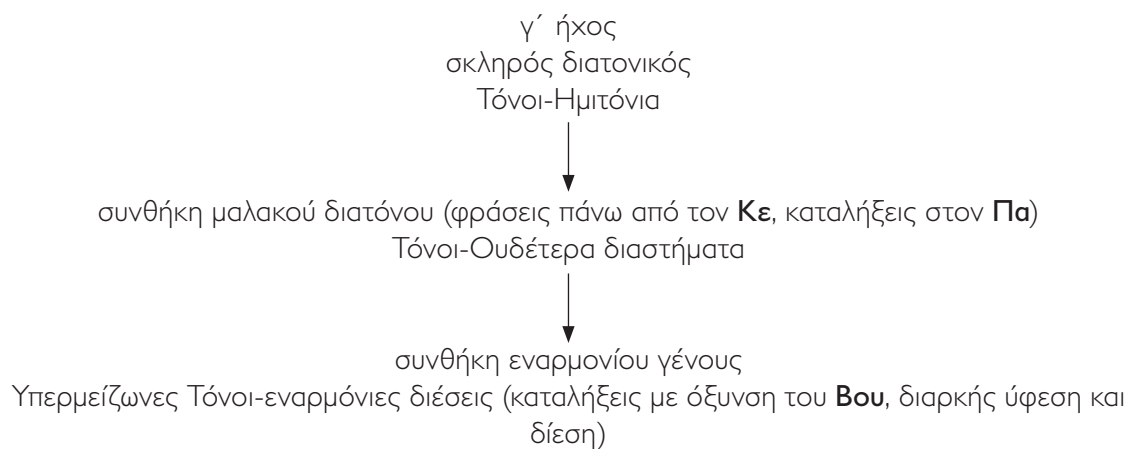 γ΄ ήχος
σκληρός διατονικός
Τόνοι-Ημιτόνια
συνθήκη μαλακού διατόνου (φράσεις πάνω από τον Κε, καταλήξεις στον Πα)
Τόνοι-Ουδέτερα διαστήματα
συνθήκη εναρμονίου γένους
Υπερμείζωνες Τόνοι-εναρμόνιες διέσεις (καταλήξεις με όξυνση του Βου, διαρκής ύφεση και
δίεση)